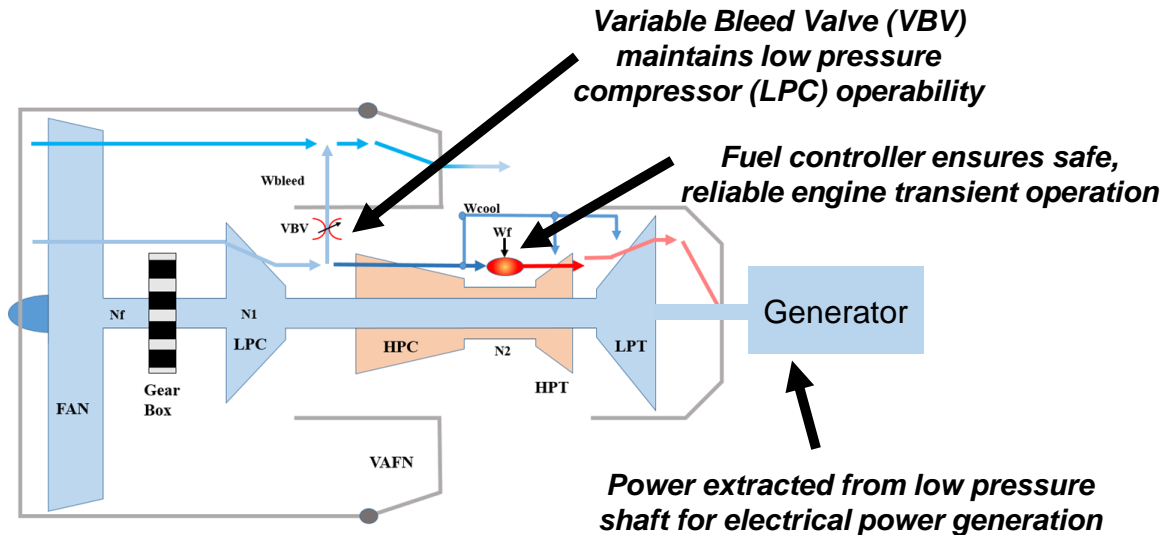 Variable Bleed Valve (VBV)
maintains low pressure
compressor (LPC) operability
Fuel controller ensures safe,
reliable engine transient operation
Wbleed
Wcool
VBV
Wf
Nf
N1
LPC
HPC
N2
LPT
Generator
HPT
Gear
Box
FAN
VAFN
Power extracted from low pressure
shaft for electrical power generation